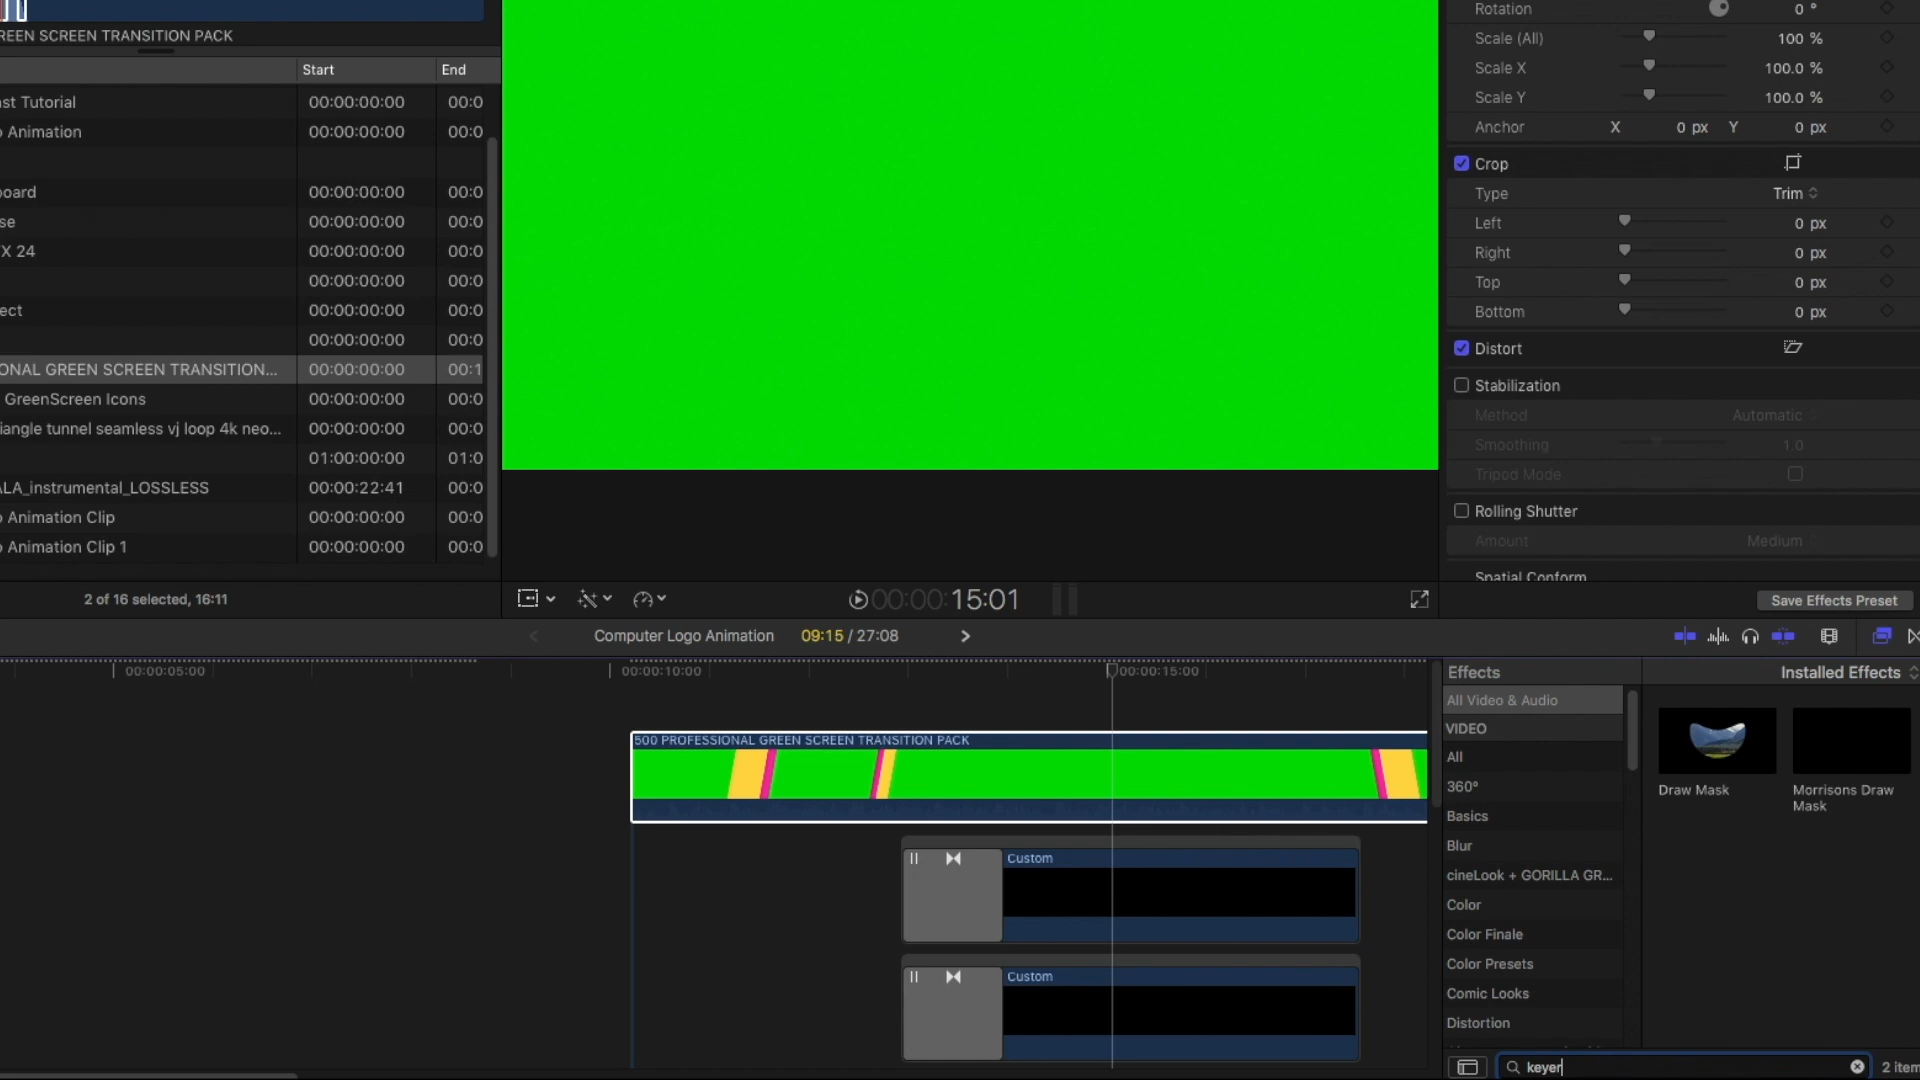 REEN SCREEN TRANSITION PACK
Start
End
ast Tutorial
00:00:00:00
00:0
o Animation
00:00:00:00
00:0
board
00:00:00:00
00:0
se
00:00:00:00
00:0
X 24
00:00:00:00
00:0
00:00:00:00
00:0
ect
00:00:00:00
00:0
00:00:00:00
00:0
ONAL GREEN SCREEN TRANSITION...
00:00:00:00
00:1
GreenScreen Icons
00:00:00:00
00:0
iangle tunnel seamless vj loop 4k neo...
00:00:00:00
00:0
01:00:00:00
01:0
LA_instrumental_LOSSLESS
00:00:22:41
00:0
o Animation Clip
00:00:00:00
00:0
o Animation Clip 1
00:00:00:00
00:0
2 of 16 selected, 16:11
00:00:15:01
Rotation
0 °
Scale (All)
100 %
Scale X
100.0 %
Scale Y
100.0 %
Anchor
X
0 px
Y
0 px
Crop
Type
Trim
Left
0 px
Right
0 px
Top
0 px
Bottom
0 px
Distort
Stabilization
Method
Automatic
Smoothing
1.0
Tripod Mode
Rolling Shutter
Amount
Medium
Spatial Conform
Save Effects Preset
Computer Logo Animation
09:15 / 27:08
00:00:05:00
00:00:10:00
00:00:15:00
500 PROFESSIONAL GREEN SCREEN TRANSITION PACK
Custom
Custom
Effects
Installed Effects
All Video & Audio
VIDEO
All
360°
Basics
Blur
cineLook + GORILLA GR...
Color
Color Finale
Color Presets
Comic Looks
Distortion
Draw Mask
Morrisons Draw
Mask
keyer
2 item